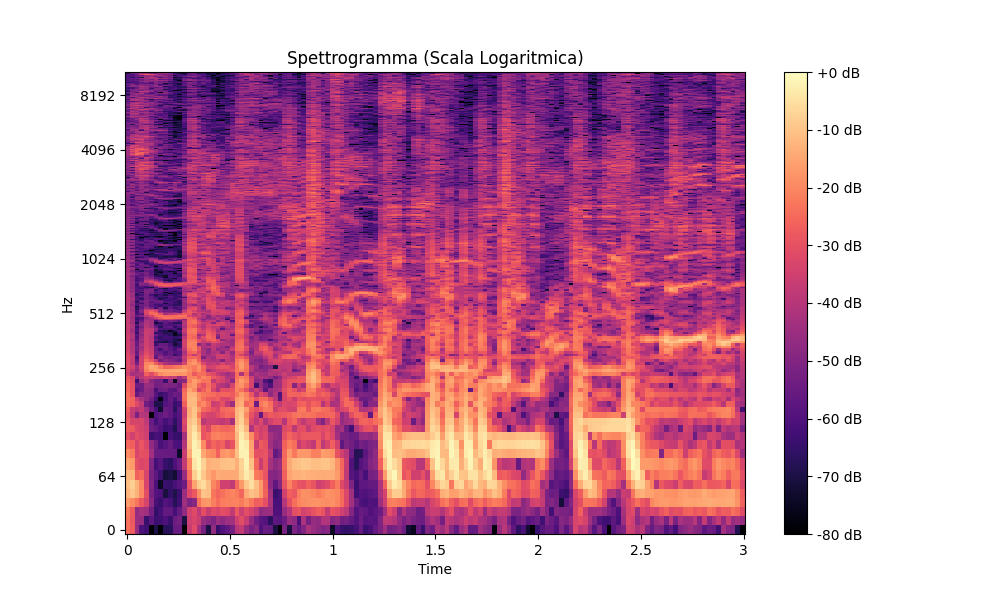 Spettrogramma (Scala Logaritmica)
Hz
8192
4096
2048
1024
512
256
128
64
0
0
0.5
1
1.5
2
2.5
3
Time
+0 dB
-10 dB
-20 dB
-30 dB
-40 dB
-50 dB
-60 dB
-70 dB
-80 dB